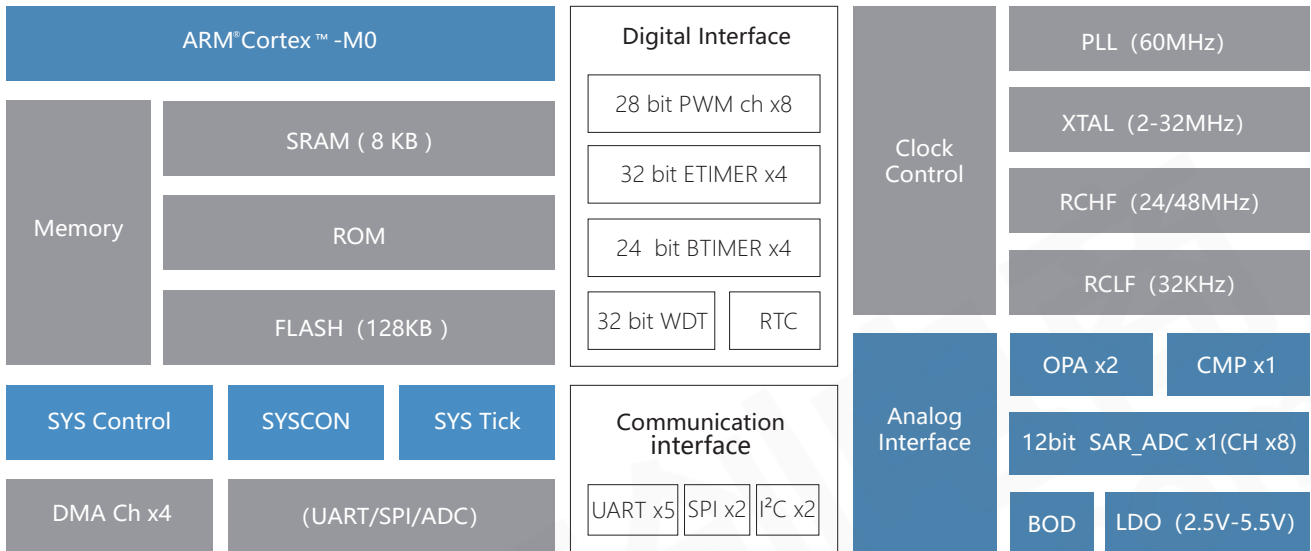 ARM®Cortex™-M0
Memory
SRAM ( 8 KB )
ROM
FLASH (128KB )
SYS Control
SYSCON
SYS Tick
DMA Ch x4
(UART/SPI/ADC)
Digital Interface
28 bit PWM ch x8
32 bit ETIMER x4
24 bit BTIMER x4
32 bit WDT
RTC
Communication
interface
UART x5
SPI x2
I²C x2
Clock
Control
PLL (60MHz)
XTAL (2-32MHz)
RCHF (24/48MHz)
RCLF (32KHz)
Analog
Interface
OPA x2
CMP x1
12bit SAR_ADC x1(CH x8)
BOD
LDO (2.5V-5.5V)